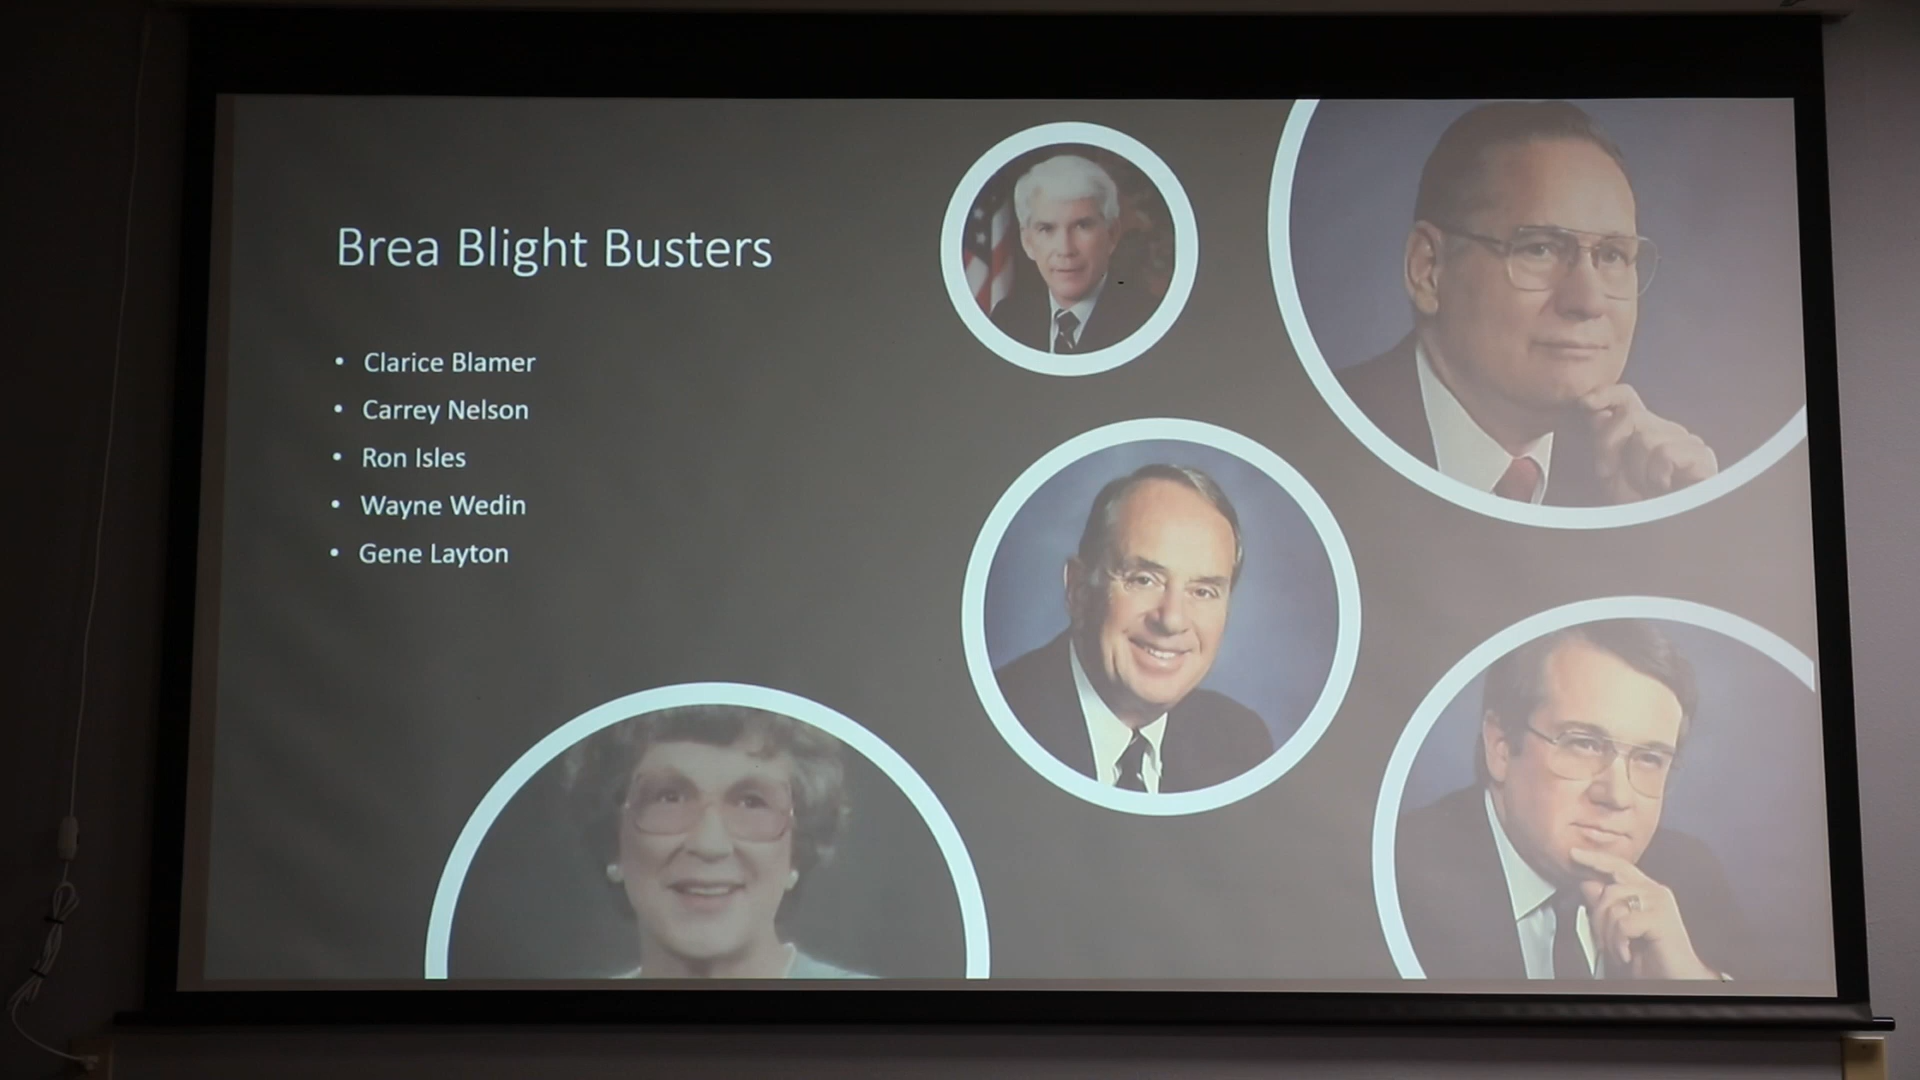 Brea Blight Busters
• Clarice Blamer
• Carrey Nelson
• Ron Isles
• Wayne Wedin
• Gene Layton